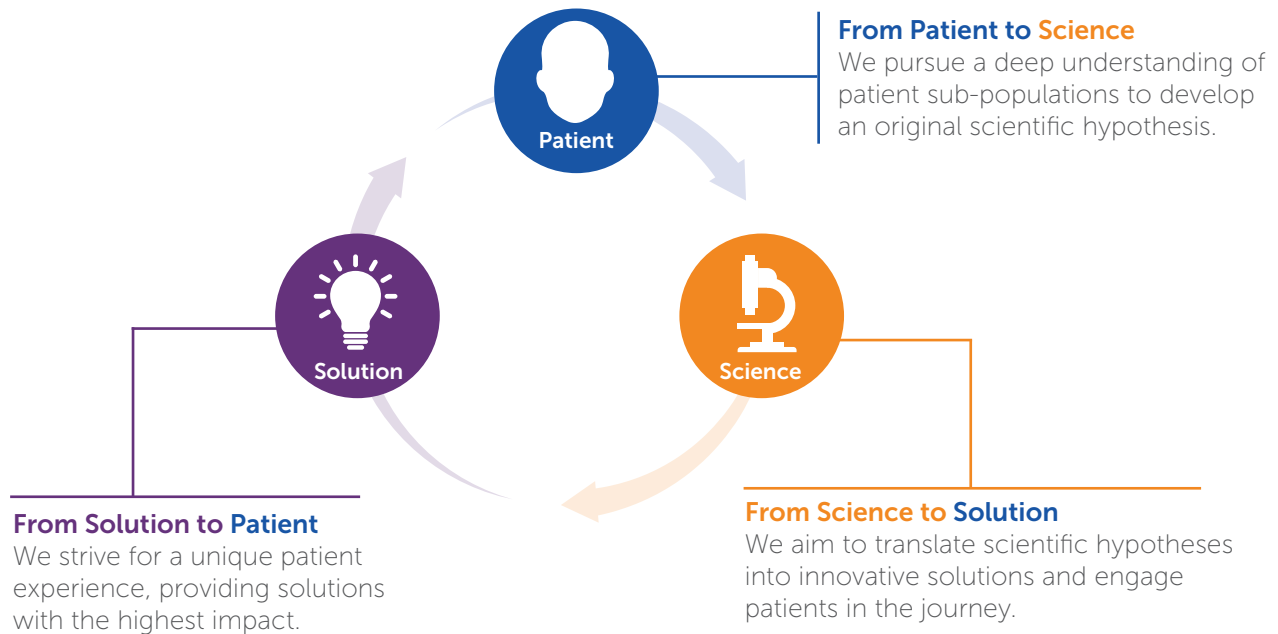 Patient
From Patient to Science
We pursue a deep understanding of
patient sub-populations to develop
an original scientific hypothesis.
Solution
Science
From Solution to Patient
We strive for a unique patient
experience, providing solutions
with the highest impact.
From Science to Solution
We aim to translate scientific hypotheses
into innovative solutions and engage
patients in the journey.